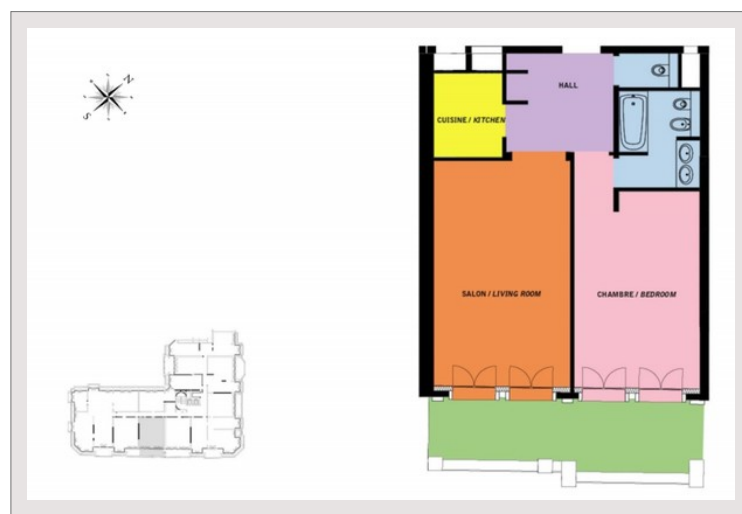 N
S
HALL
CUISINE / KITCHEN
SALON / LIVING ROOM
CHAMBRE / BEDROOM